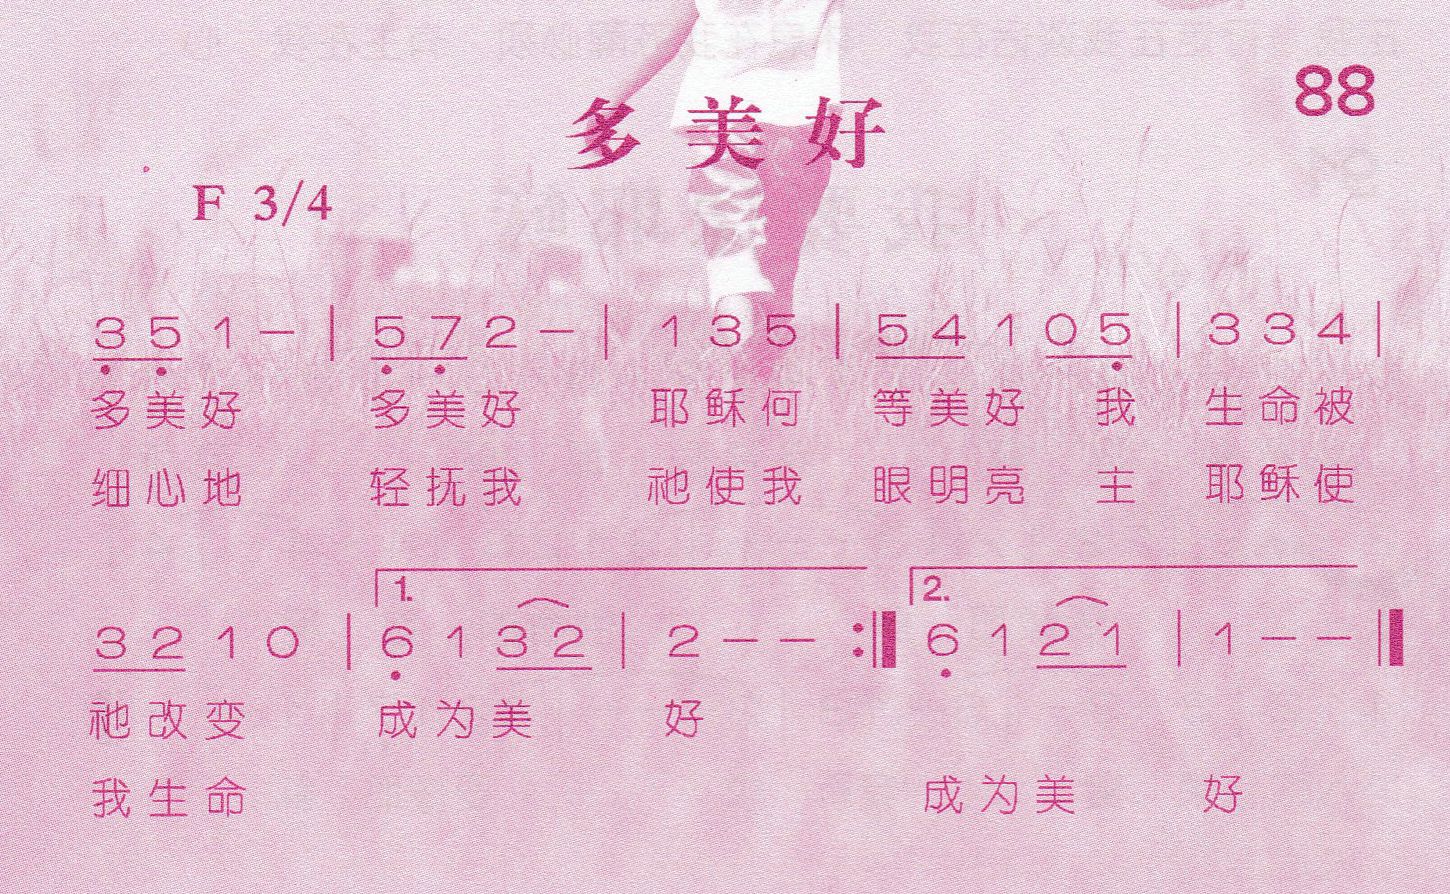 88
多美好
F 3/4
3 5 1 – | 5 7 2 – | 1 3 5 | 5 4 1 0 5 | 3 3 4 |
多美好 多美好 耶稣何 等美好 我 生命被
细心地 轻抚我 祂使我 眼明亮 主 耶稣使
1. 2.
3 2 1 0 | 6 1 3 2 | 2 – – :‖ 6 1 2 1 | 1 – – ‖
祂改变 成为美 好
我生命 成为美 好